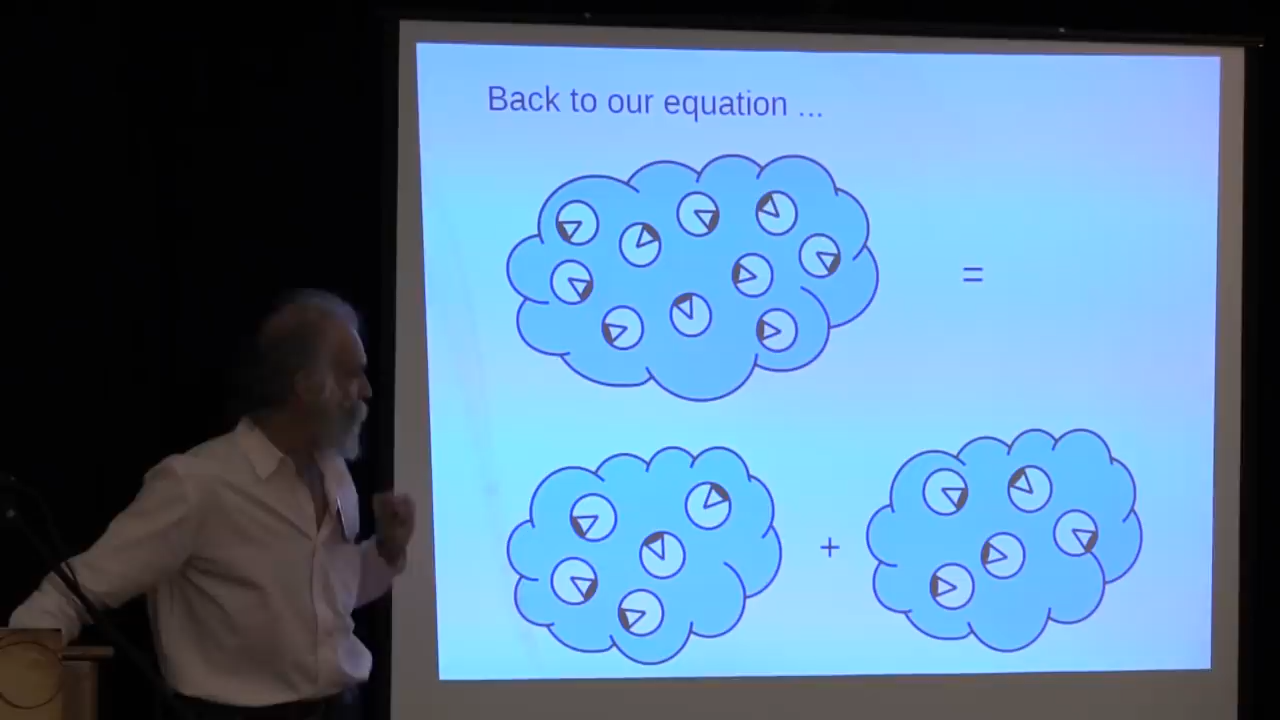 Back to our equation ...
=
+